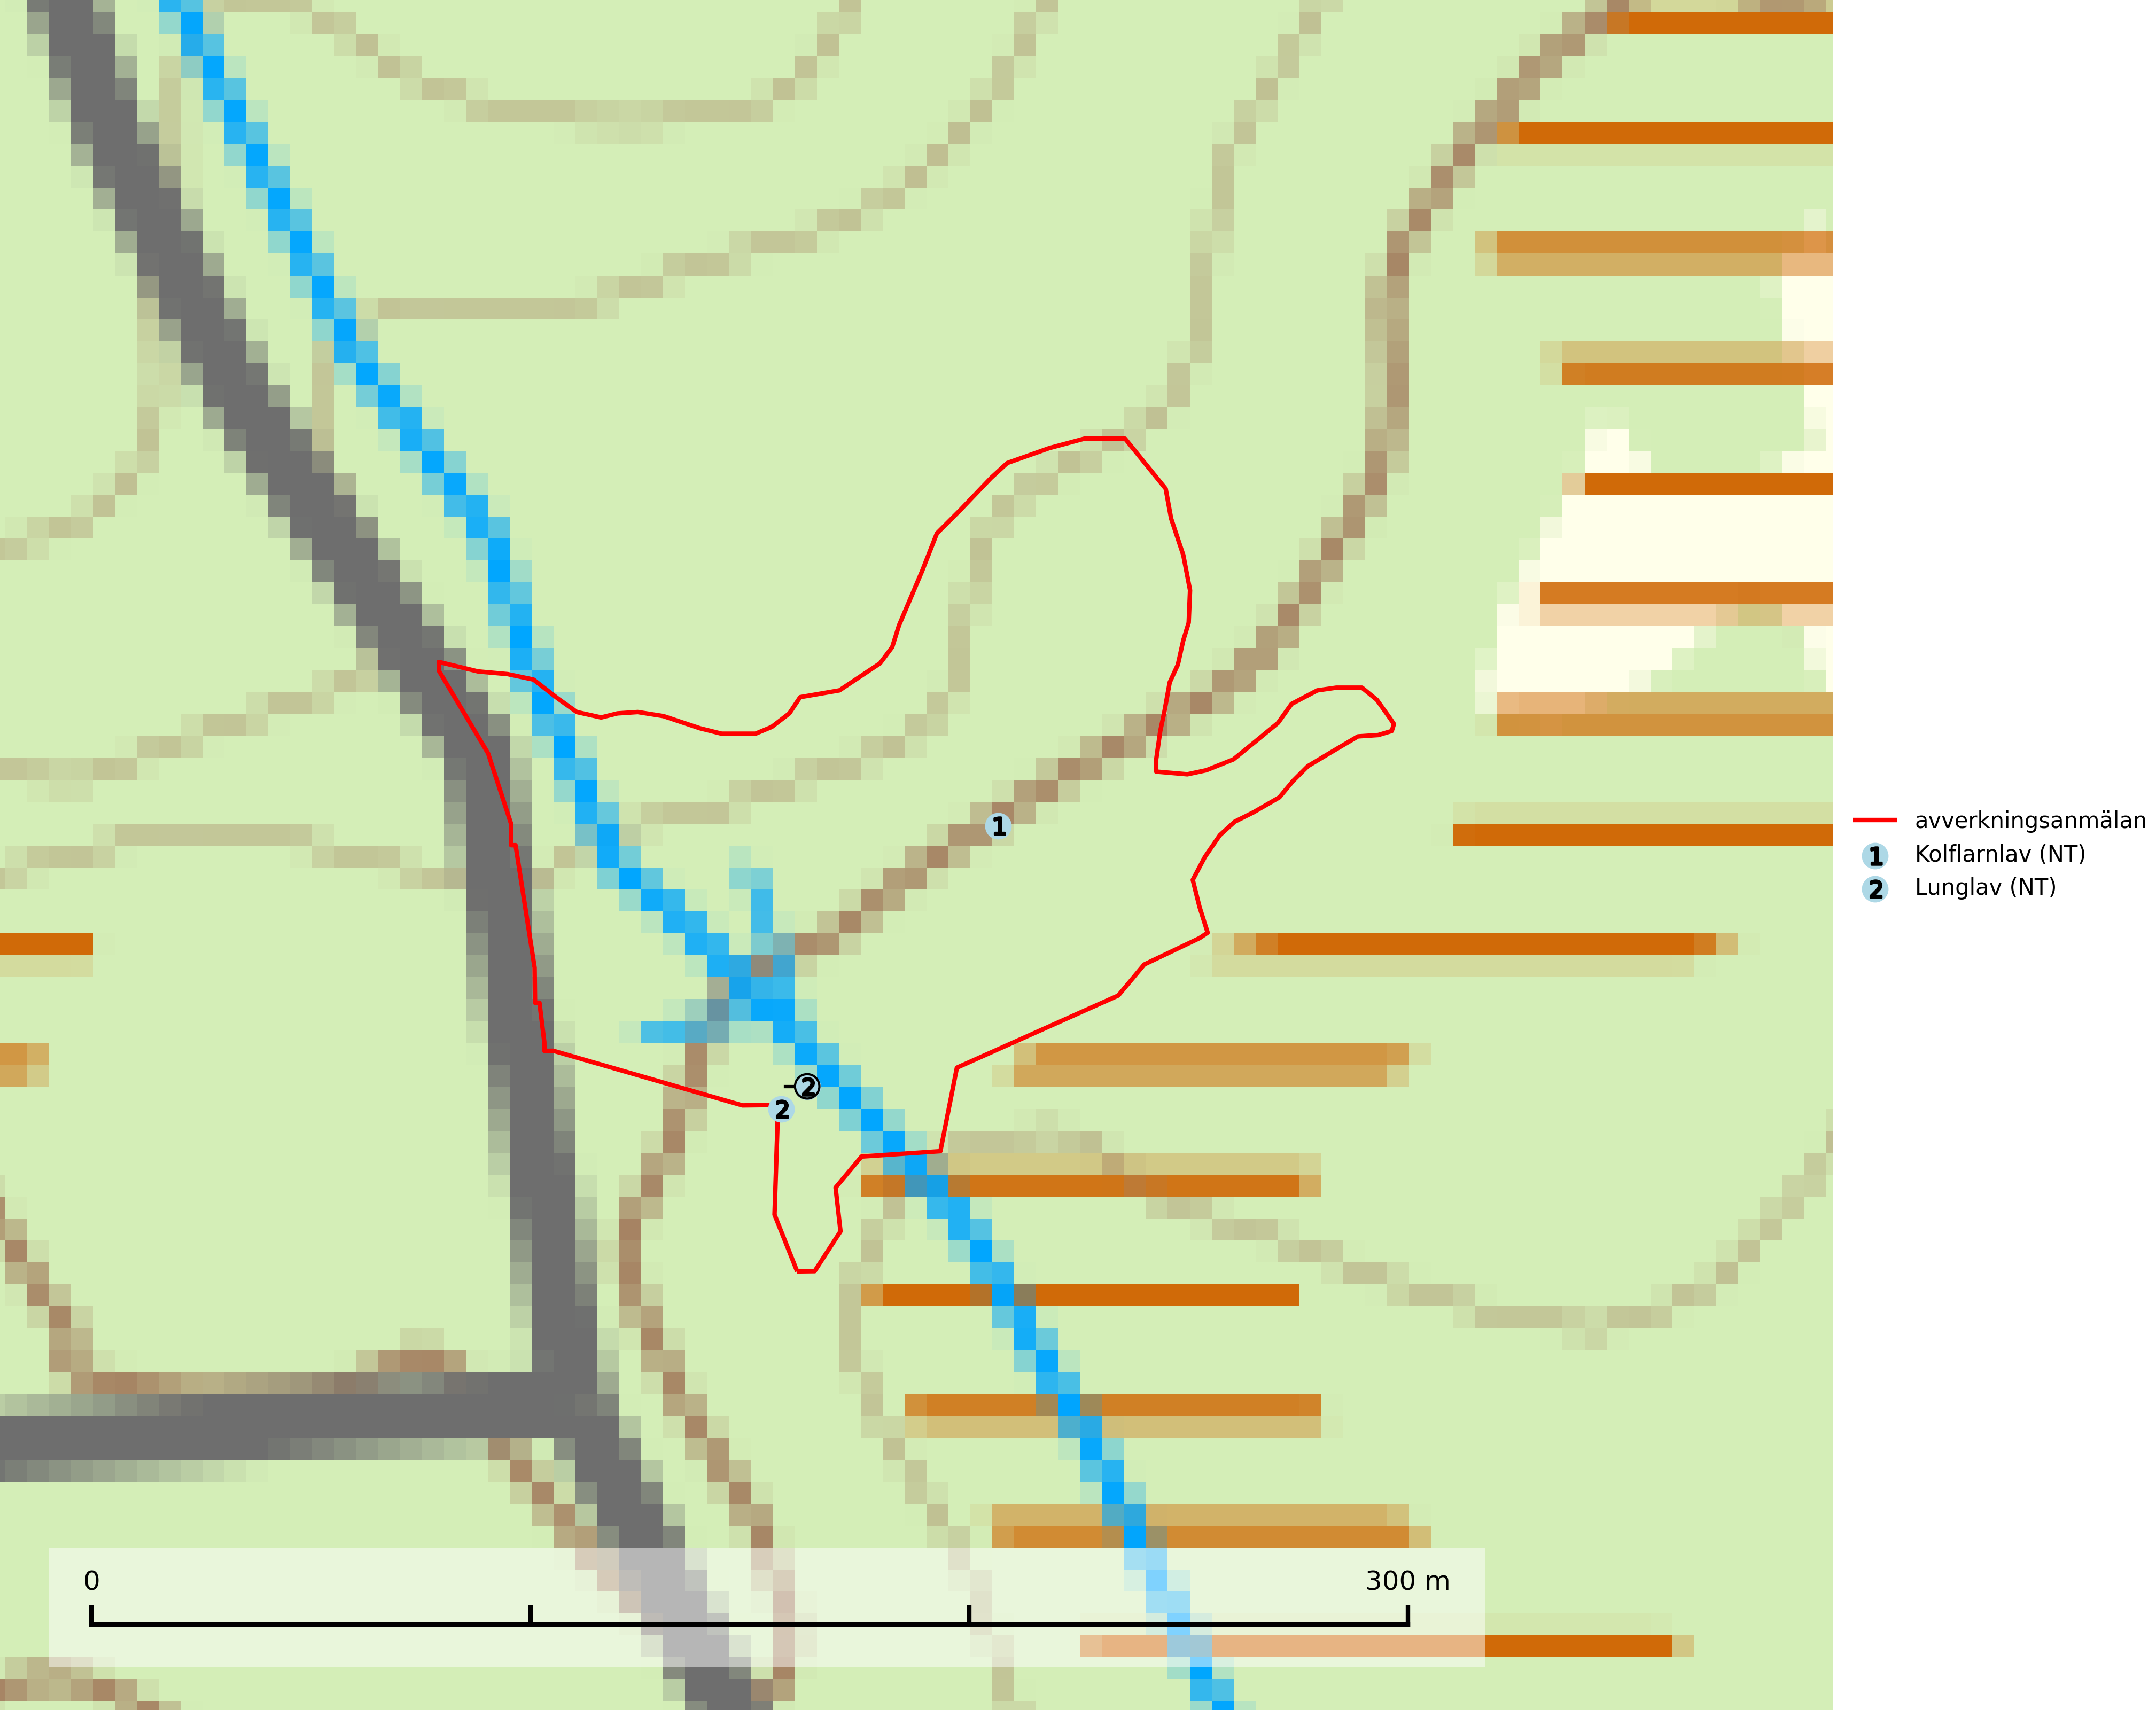 1
2
2
0
300 m
avverkningsanmälan
1 Kolflarnlav (NT)
2 Lunglav (NT)